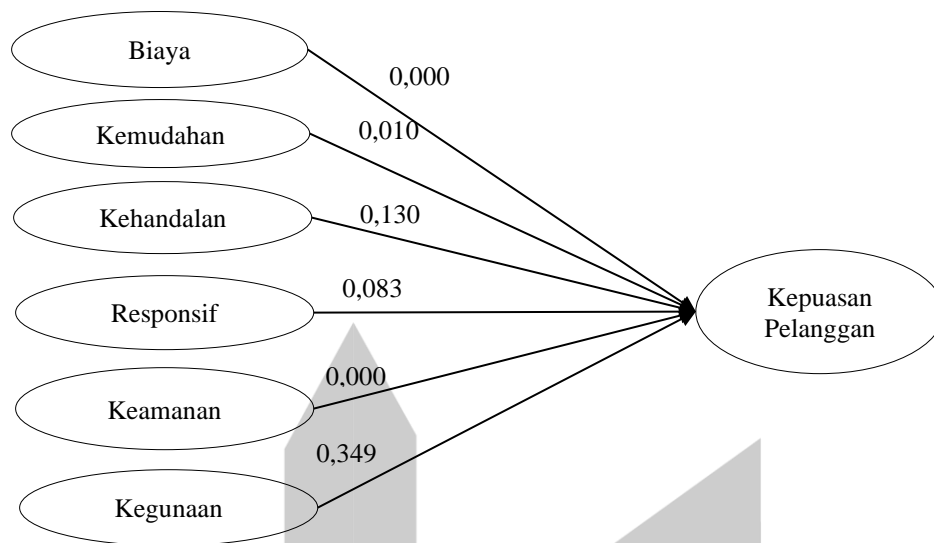 Biaya
0,000
Kemudahan
0,010
Kehandalan
0,130
Responsif
0,083
Kepuasan
Pelanggan
Keamanan
0,000
Kegunaan
0,349